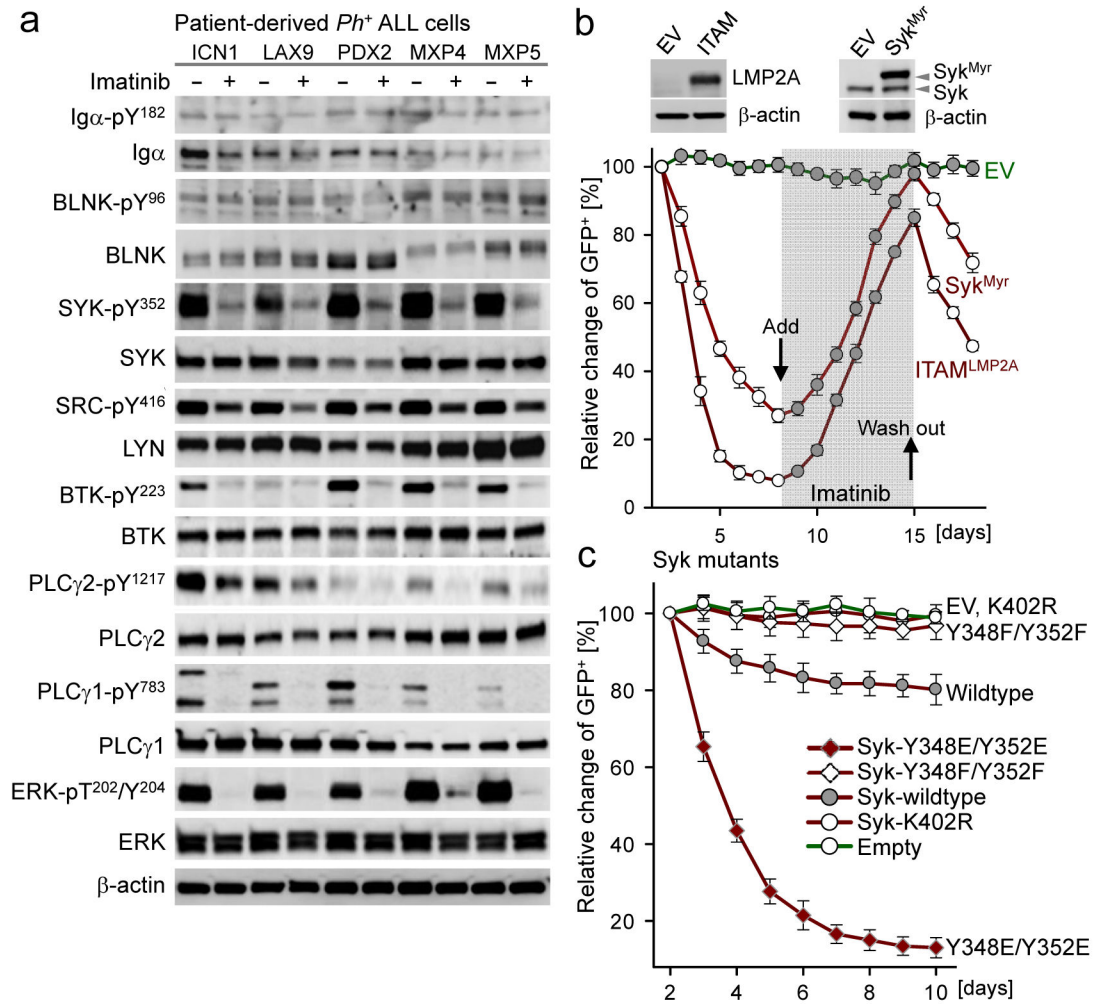 a
Patient-derived Ph+ ALL cells
ICN1 LAX9 PDX2 MXP4 MXP5
Imatinib – + – + – + – + – +
Igα-pY182
Igα
BLNK-pY96
BLNK
SYK-pY352
SYK
SRC-pY416
LYN
BTK-pY223
BTK
PLCγ2-pY1217
PLCγ2
PLCγ1-pY783
PLCγ1
ERK-pT202/Y204
ERK
β-actin
b
EV ITAM
LMP2A
β-actin
EV SykMyr
SykMyr
Syk
β-actin
Relative change of GFP+ [%]
100
80
60
40
20
0
EV
SykMyr
ITAMLMP2A
Add
Wash out
Imatinib
5 10 15 [days]
c
Syk mutants
Relative change of GFP+ [%]
100
80
60
40
20
EV, K402R
Y348F/Y352F
Wildtype
Syk-Y348E/Y352E
Syk-Y348F/Y352F
Syk-wildtype
Syk-K402R
Empty
Y348E/Y352E
2 4 6 8 10 [days]